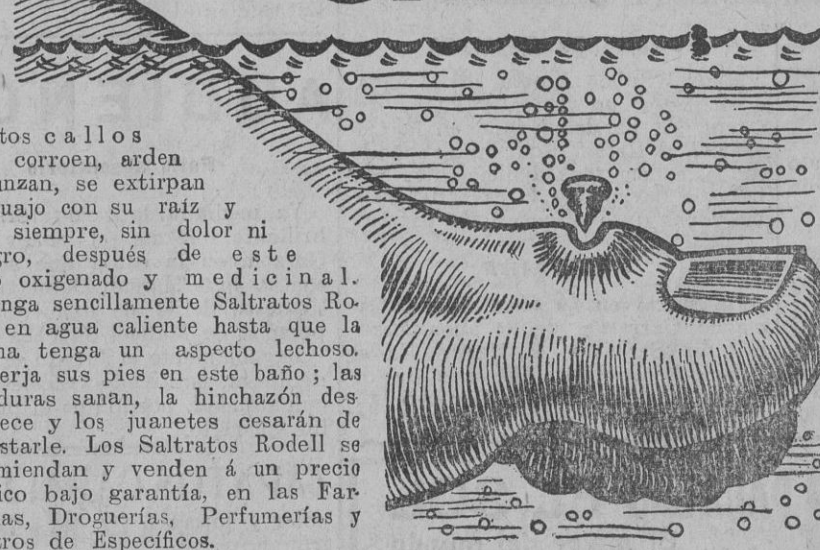 tos callos
corroen, arden
nzan, se extirpan
uajo con su raíz y
siempre, sin dolor ni
gro, después de este
oxigenado y medicinal.
nga sencillamente Saltratos Ro-
en agua caliente hasta que la
na tenga un aspecto lechoso.
erja sus pies en este baño; las
duras sanan, la hinchazón des-
ece y los juanetes cesarán de
starle. Los Saltratos Rodell se
miendan y venden á un precio
ico bajo garantía, en las Far-
as, Droguerías, Perfumerías y
ros de Específicos.